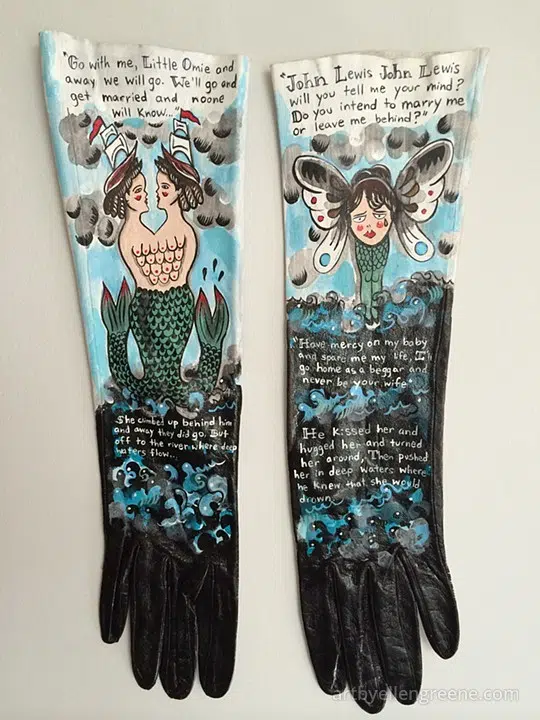 "Go with me, Little Omie and
away we will go. We'll go and
get married and noone
will know..."
She climbed up behind him
and away they did go. But
off to the river where deep
waters flow...
"John Lewis John Lewis
will you tell me your mind?
Do you intend to marry me
or leave me behind?"
"Have mercy on my baby
and spare me my life, I'll
go home as a beggar and
never be your wife"
He kissed her and
hugged her and turned
her around, Then pushed
her in deep waters where
he knew that she would
drown
artbyellengreene.com